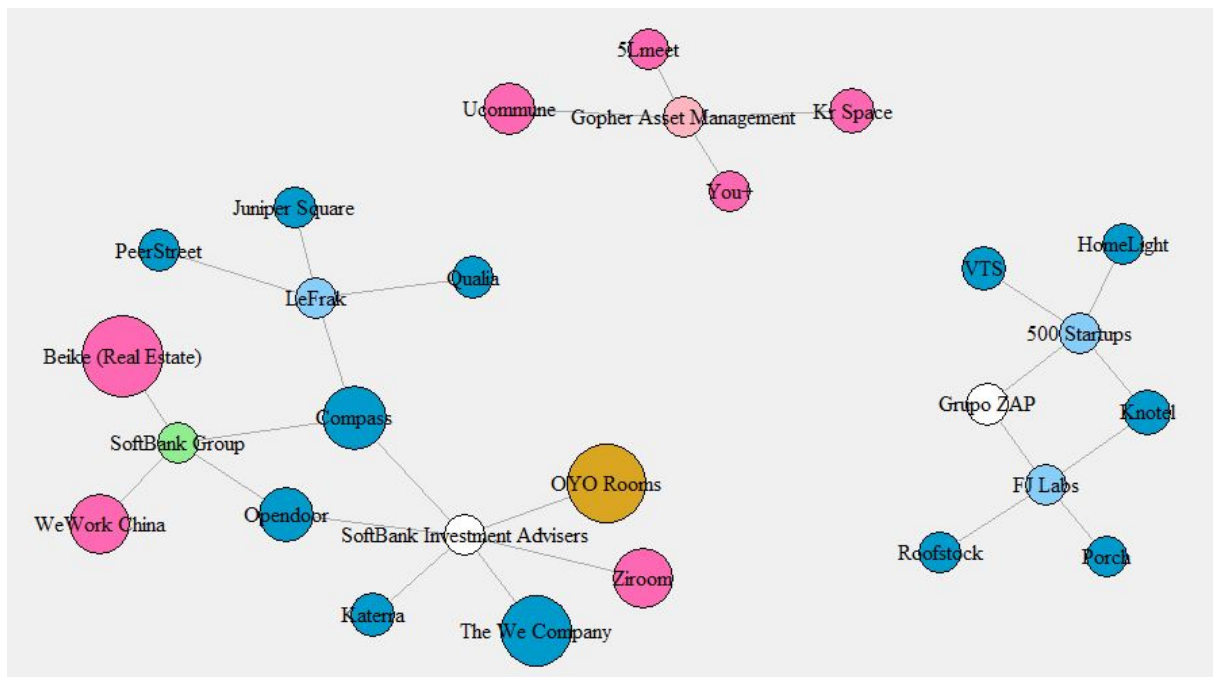 5Lmeet
Ucommune
Gopher Asset Management
Kr Space
You+
Juniper Square
PeerStreet
Qualia
LeFrak
Beike (Real Estate)
Compass
SoftBank Group
WeWork China
Opendoor
OYO Rooms
SoftBank Investment Advisers
Ziroom
Katerra
The We Company
HomeLight
VTS
500 Startups
Grupo ZAP
Knotel
FJ Labs
Roofstock
Porch